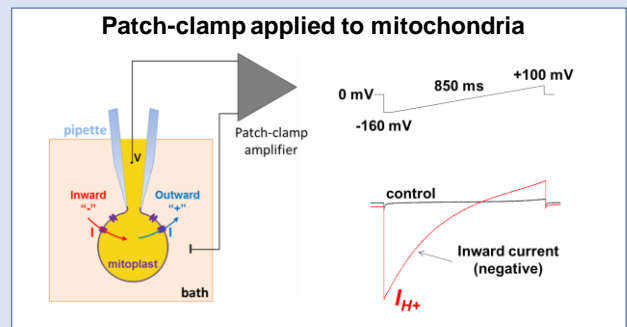 Patch-clamp applied to mitochondria
pipette
V
Patch-clamp
amplifier
Inward
"-"
Outward
"+"
I
I
mitoplast
bath
0 mV
850 ms
+100 mV
-160 mV
control
Inward current
(negative)
I_H+